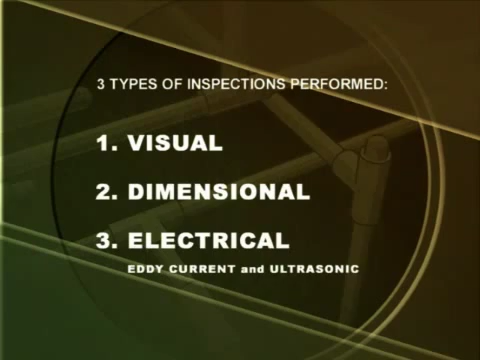 3 TYPES OF INSPECTIONS PERFORMED:
1. VISUAL
2. DIMENSIONAL
3. ELECTRICAL
EDDY CURRENT and ULTRASONIC